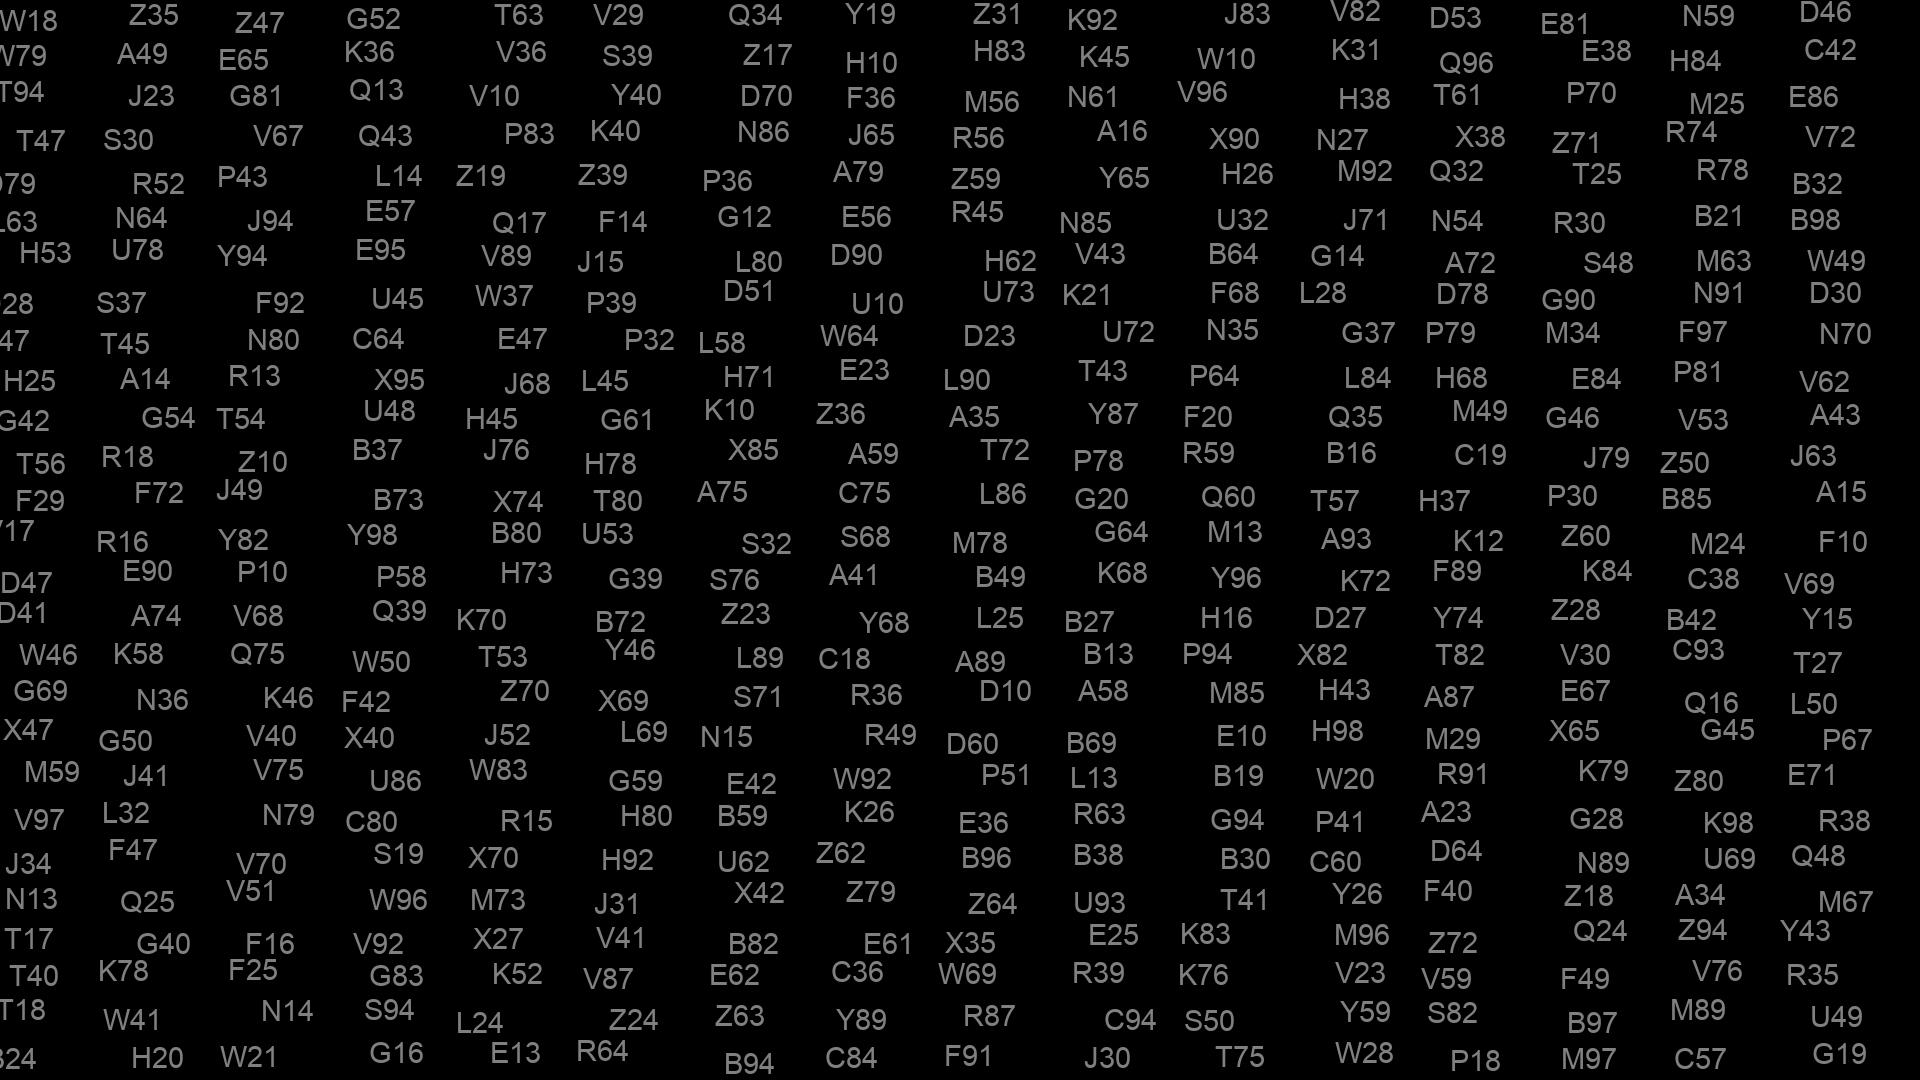 W18 Z35 Z47 G52 T63 V29 Q34 Y19 Z31 K92 J83 V82 D53 E81 N59 D46
W79 A49 E65 K36 V36 S39 Z17 H10 H83 K45 W10 K31 Q96 E38 H84 C42
T94 J23 G81 Q13 V10 Y40 D70 F36 M56 N61 V96 H38 T61 P70 M25 E86
T47 S30 V67 Q43 P83 K40 N86 J65 R56 A16 X90 N27 X38 Z71 R74 V72
79 R52 P43 L14 Z19 Z39 P36 A79 Z59 Y65 H26 M92 Q32 T25 R78 B32
L63 N64 J94 E57 Q17 F14 G12 E56 R45 N85 U32 J71 N54 R30 B21 B98
H53 U78 Y94 E95 V89 J15 L80 D90 H62 V43 B64 G14 A72 S48 M63 W49
28 S37 F92 U45 W37 P39 D51 U10 U73 K21 F68 L28 D78 G90 N91 D30
47 T45 N80 C64 E47 P32 L58 W64 D23 U72 N35 G37 P79 M34 F97 N70
H25 A14 R13 X95 J68 L45 H71 E23 L90 T43 P64 L84 H68 E84 P81 V62
G42 G54 T54 U48 H45 G61 K10 Z36 A35 Y87 F20 Q35 M49 G46 V53 A43
T56 R18 Z10 B37 J76 H78 X85 A59 T72 P78 R59 B16 C19 J79 Z50 J63
F29 F72 J49 B73 X74 T80 A75 C75 L86 G20 Q60 T57 H37 P30 B85 A15
17 R16 Y82 Y98 B80 U53 S32 S68 M78 G64 M13 A93 K12 Z60 M24 F10
D47 E90 P10 P58 H73 G39 S76 A41 B49 K68 Y96 K72 F89 K84 C38 V69
D41 A74 V68 Q39 K70 B72 Z23 Y68 L25 B27 H16 D27 Y74 Z28 B42 Y15
W46 K58 Q75 W50 T53 Y46 L89 C18 A89 B13 P94 X82 T82 V30 C93 T27
G69 N36 K46 F42 Z70 X69 S71 R36 D10 A58 M85 H43 A87 E67 Q16 L50
X47 G50 V40 X40 J52 L69 N15 R49 D60 B69 E10 H98 M29 X65 G45 P67
M59 J41 V75 U86 W83 G59 E42 W92 P51 L13 B19 W20 R91 K79 Z80 E71
V97 L32 N79 C80 R15 H80 B59 K26 E36 R63 G94 P41 A23 G28 K98 R38
J34 F47 V70 S19 X70 H92 U62 Z62 B96 B38 B30 C60 D64 N89 U69 Q48
N13 Q25 V51 W96 M73 J31 X42 Z79 Z64 U93 T41 Y26 F40 Z18 A34 M67
T17 G40 F16 V92 X27 V41 B82 E61 X35 E25 K83 M96 Z72 Q24 Z94 Y43
T40 K78 F25 G83 K52 V87 E62 C36 W69 R39 K76 V23 V59 F49 V76 R35
T18 W41 N14 S94 L24 Z24 Z63 Y89 R87 C94 S50 Y59 S82 B97 M89 U49
24 H20 W21 G16 E13 R64 B94 C84 F91 J30 T75 W28 P18 M97 C57 G19